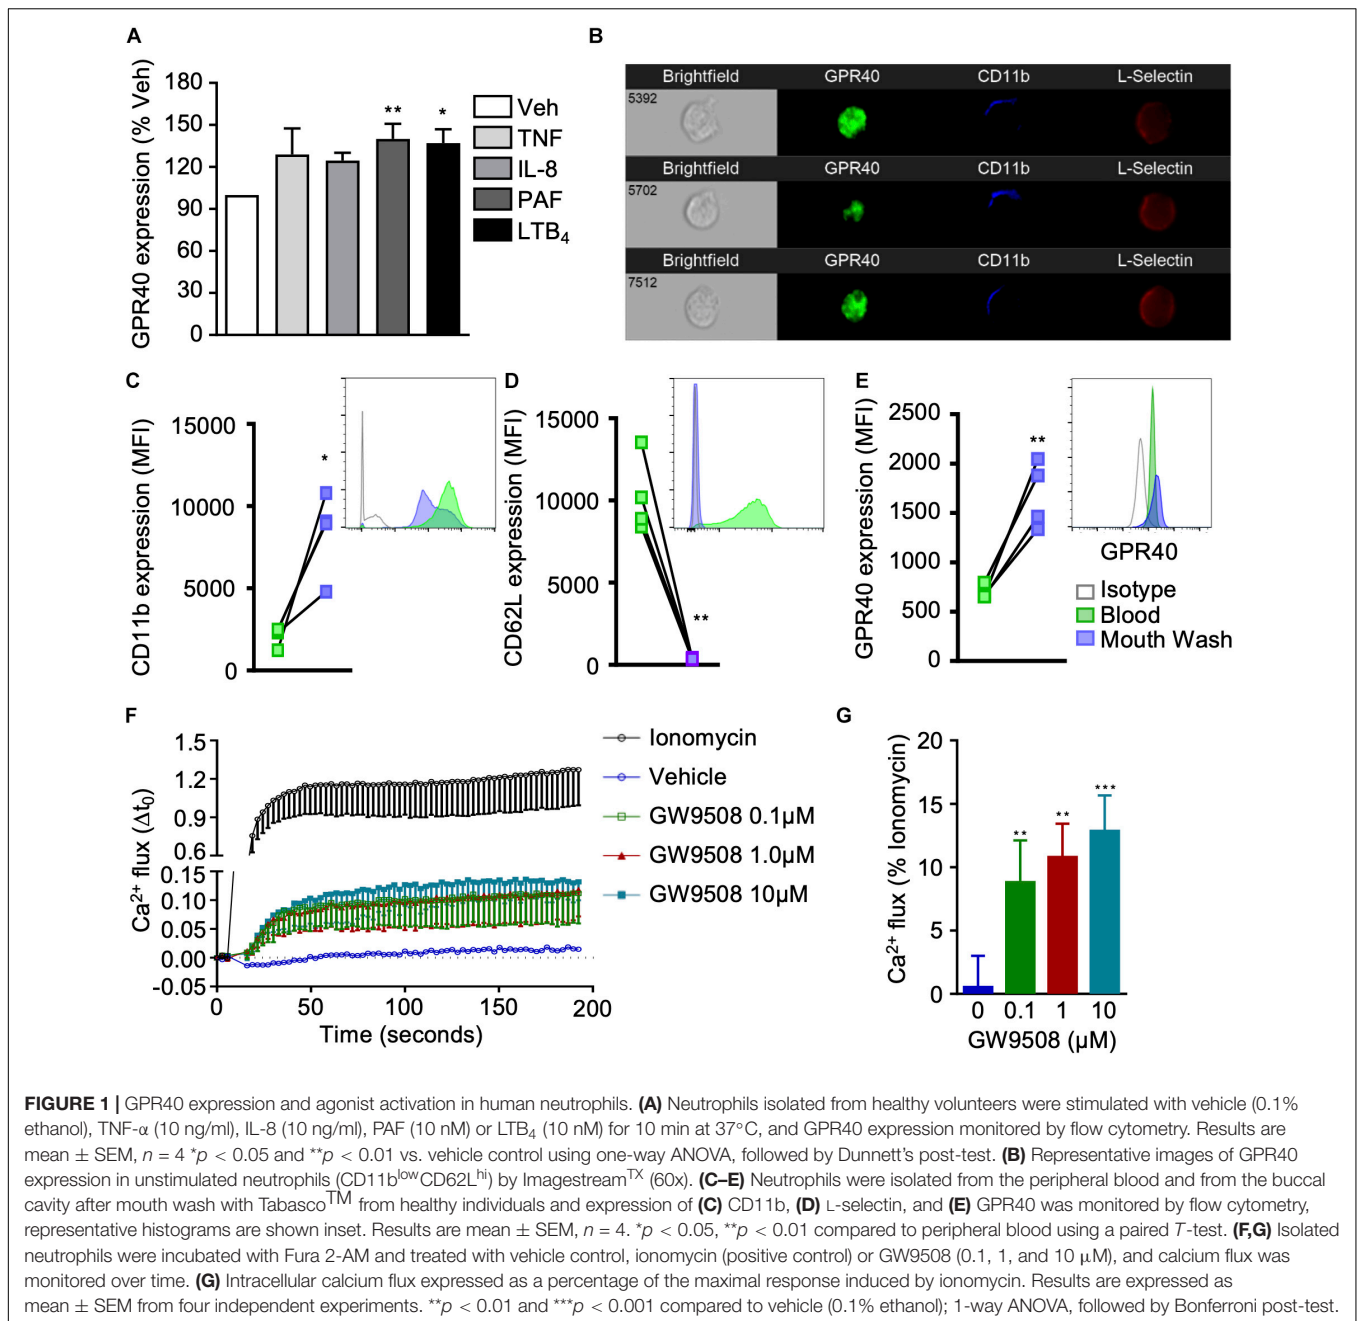 A
GPR40 expression (% Veh)
180
150
120
90
60
30
0
**
*
Veh
TNF
IL-8
PAF
LTB4
B
Brightfield GPR40 CD11b L-Selectin
5392
Brightfield GPR40 CD11b L-Selectin
5702
Brightfield GPR40 CD11b L-Selectin
7512
C
CD11b expression (MFI)
15000
10000
5000
0
*
D
CD62L expression (MFI)
15000
10000
5000
0
**
E
GPR40 expression (MFI)
2500
2000
1500
1000
500
0
**
GPR40
Isotype
Blood
Mouth Wash
F
Ca2+ flux (Δt0)
1.5
1.2
0.9
0.6
0.15
0.10
0.05
0.00
-0.05
0 50 100 150 200
Time (seconds)
Ionomycin
Vehicle
GW9508 0.1μM
GW9508 1.0μM
GW9508 10μM
G
Ca2+ flux (% Ionomycin)
20
15
10
5
0
**
**
***
0 0.1 1 10
GW9508 (μM)
FIGURE 1 | GPR40 expression and agonist activation in human neutrophils. (A) Neutrophils isolated from healthy volunteers were stimulated with vehicle (0.1%
ethanol), TNF-α (10 ng/ml), IL-8 (10 ng/ml), PAF (10 nM) or LTB4 (10 nM) for 10 min at 37°C, and GPR40 expression monitored by flow cytometry. Results are
mean ± SEM, n = 4 *p < 0.05 and **p < 0.01 vs. vehicle control using one-way ANOVA, followed by Dunnett's post-test. (B) Representative images of GPR40
expression in unstimulated neutrophils (CD11blowCD62Lhi) by ImagestreamTX (60x). (C–E) Neutrophils were isolated from the peripheral blood and from the buccal
cavity after mouth wash with TabascoTM from healthy individuals and expression of (C) CD11b, (D) L-selectin, and (E) GPR40 was monitored by flow cytometry,
representative histograms are shown inset. Results are mean ± SEM, n = 4. *p < 0.05, **p < 0.01 compared to peripheral blood using a paired T-test. (F,G) Isolated
neutrophils were incubated with Fura 2-AM and treated with vehicle control, ionomycin (positive control) or GW9508 (0.1, 1, and 10 μM), and calcium flux was
monitored over time. (G) Intracellular calcium flux expressed as a percentage of the maximal response induced by ionomycin. Results are expressed as
mean ± SEM from four independent experiments. **p < 0.01 and ***p < 0.001 compared to vehicle (0.1% ethanol); 1-way ANOVA, followed by Bonferroni post-test.